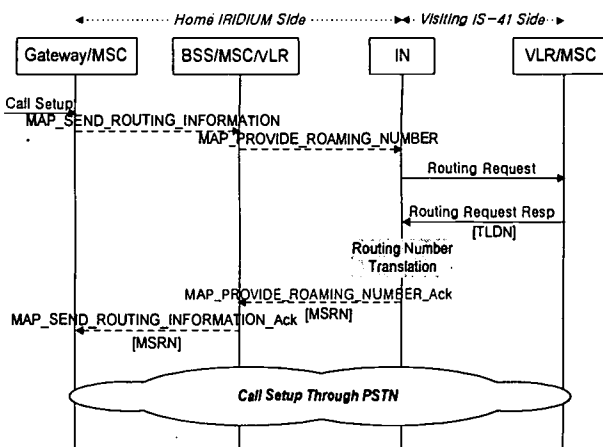 Home IRIDIUM Side
Visiting IS-41 Side
Gateway/MSC
BSS/MSC/VLR
IN
VLR/MSC
Call Setup
MAP_SEND_ROUTING_INFORMATION
MAP_PROVIDE_ROAMING_NUMBER
Routing Request
Routing Request Resp
[TLDN]
Routing Number
Translation
MAP_PROVIDE_ROAMING_NUMBER_Ack
[MSRN]
MAP_SEND_ROUTING_INFORMATION_Ack
[MSRN]
Call Setup Through PSTN